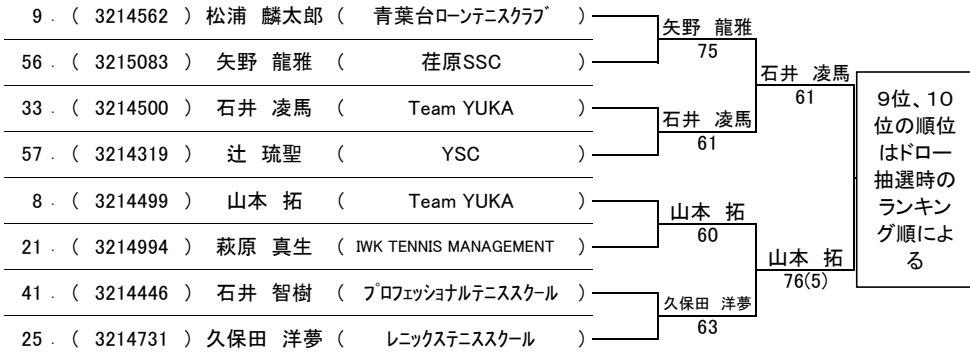 9 . ( 3214562 ) 松浦 麟太郎 ( 青葉台ローンテニスクラブ )
矢野 龍雅
75
56 . ( 3215083 ) 矢野 龍雅 ( 荏原SSC )
石井 凌馬
61
33 . ( 3214500 ) 石井 凌馬 ( Team YUKA )
石井 凌馬
61
57 . ( 3214319 ) 辻 琉聖 ( YSC )
8 . ( 3214499 ) 山本 拓 ( Team YUKA )
山本 拓
60
21 . ( 3214994 ) 萩原 真生 ( IWK TENNIS MANAGEMENT )
山本 拓
76(5)
41 . ( 3214446 ) 石井 智樹 ( プロフェッショナルテニススクール )
久保田 洋夢
63
25 . ( 3214731 ) 久保田 洋夢 ( レニックステニススクール )
9位、10
位の順位
はドロー
抽選時の
ランキン
グ順によ
る